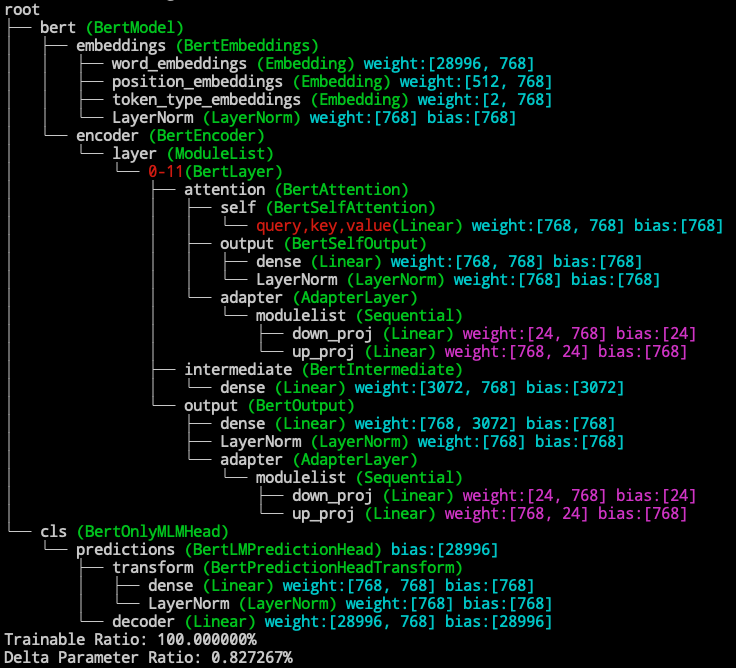 root
├── bert (BertModel)
│   ├── embeddings (BertEmbeddings)
│   │   ├── word_embeddings (Embedding) weight:[28996, 768]
│   │   ├── position_embeddings (Embedding) weight:[512, 768]
│   │   ├── token_type_embeddings (Embedding) weight:[2, 768]
│   │   └── LayerNorm (LayerNorm) weight:[768] bias:[768]
│   └── encoder (BertEncoder)
│       └── layer (ModuleList)
│           └── 0-11(BertLayer)
│               ├── attention (BertAttention)
│               │   ├── self (BertSelfAttention)
│               │   │   └── query,key,value(Linear) weight:[768, 768] bias:[768]
│               │   ├── output (BertSelfOutput)
│               │   │   ├── dense (Linear) weight:[768, 768] bias:[768]
│               │   │   └── LayerNorm (LayerNorm) weight:[768] bias:[768]
│               │   └── adapter (AdapterLayer)
│               │       └── modulelist (Sequential)
│               │           ├── down_proj (Linear) weight:[24, 768] bias:[24]
│               │           └── up_proj (Linear) weight:[768, 24] bias:[768]
│               ├── intermediate (BertIntermediate)
│               │   └── dense (Linear) weight:[3072, 768] bias:[3072]
│               └── output (BertOutput)
│                   ├── dense (Linear) weight:[768, 3072] bias:[768]
│                   ├── LayerNorm (LayerNorm) weight:[768] bias:[768]
│                   └── adapter (AdapterLayer)
│                       └── modulelist (Sequential)
│                           ├── down_proj (Linear) weight:[24, 768] bias:[24]
│                           └── up_proj (Linear) weight:[768, 24] bias:[768]
└── cls (BertOnlyMLMHead)
    └── predictions (BertLMPredictionHead) bias:[28996]
        ├── transform (BertPredictionHeadTransform)
        │   ├── dense (Linear) weight:[768, 768] bias:[768]
        │   └── LayerNorm (LayerNorm) weight:[768] bias:[768]
        └── decoder (Linear) weight:[28996, 768] bias:[28996]
Trainable Ratio: 100.000000%
Delta Parameter Ratio: 0.827267%